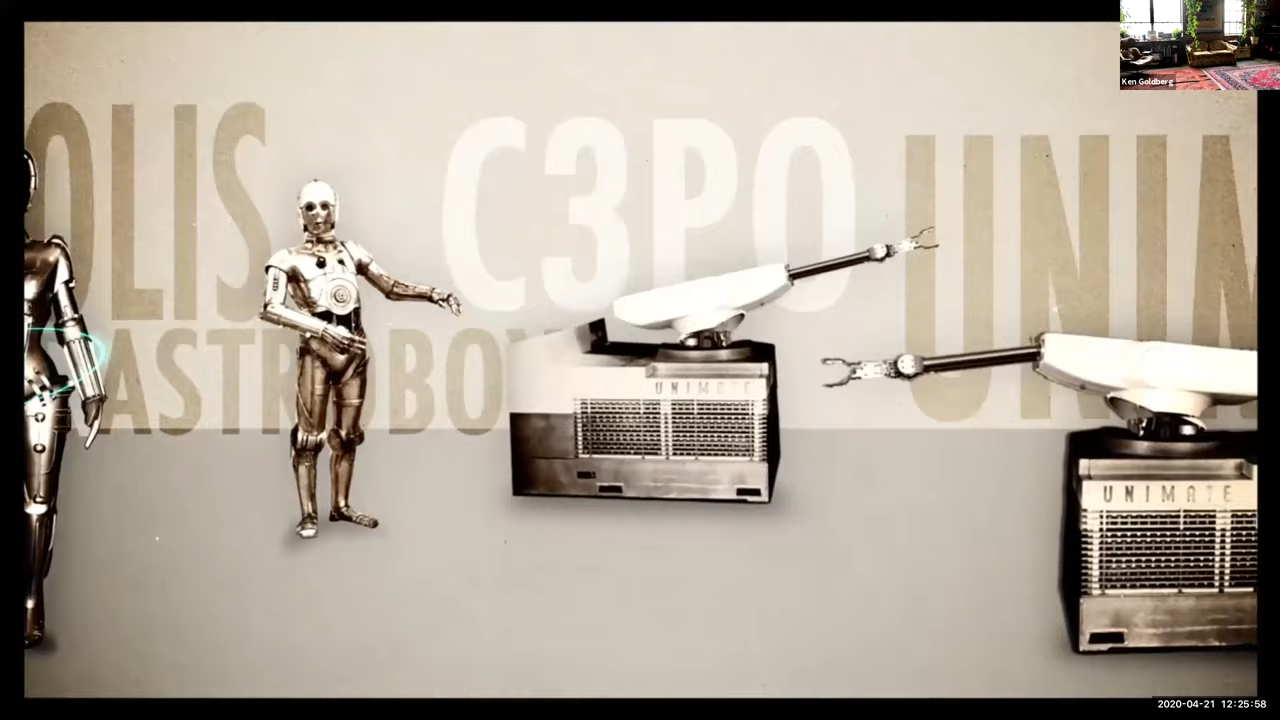 Ken Goldberg
OLIS
C3PO
UNIM
ASTROBOY
UNIMATE
UNIMATE
2020-04-21 12:25:58